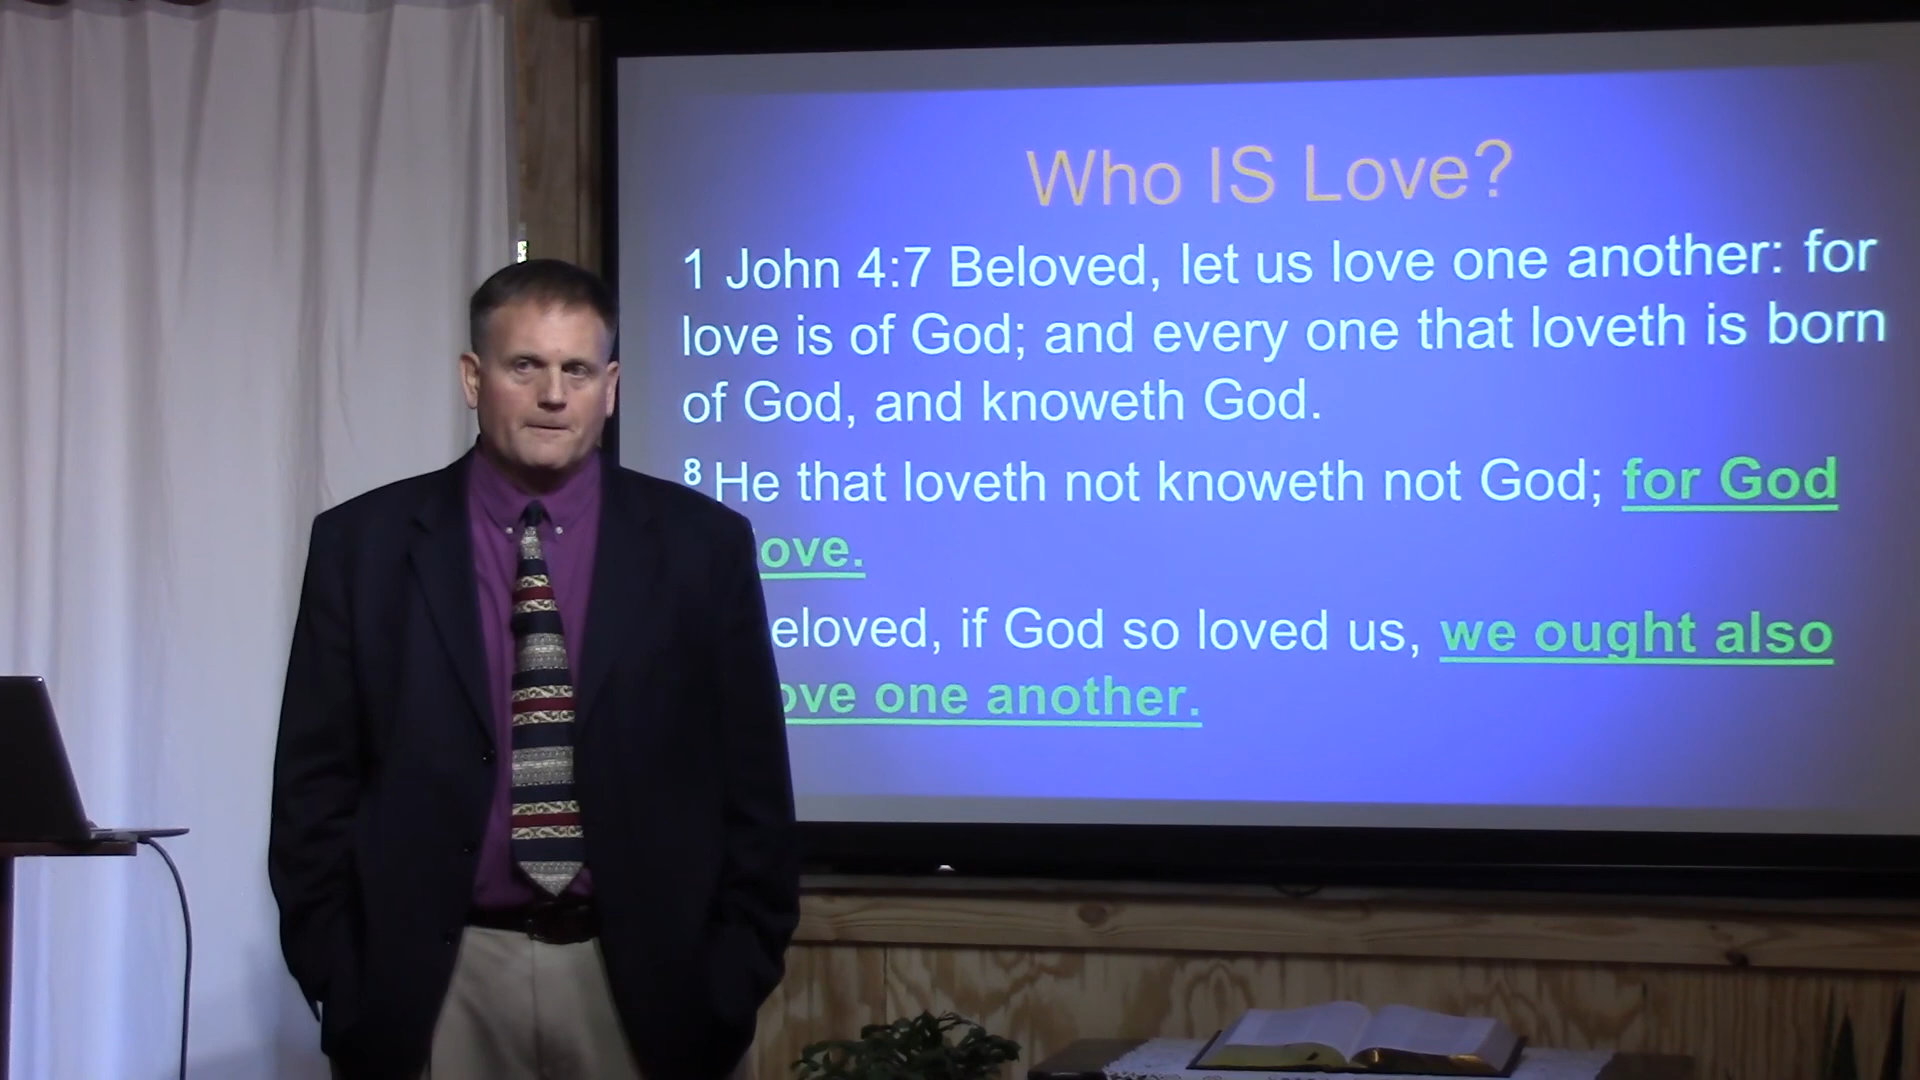 Who IS Love?
1 John 4:7 Beloved, let us love one another: for
love is of God; and every one that loveth is born
of God, and knoweth God.
8 He that loveth not knoweth not God; for God
ove.
eloved, if God so loved us, we ought also
ove one another.